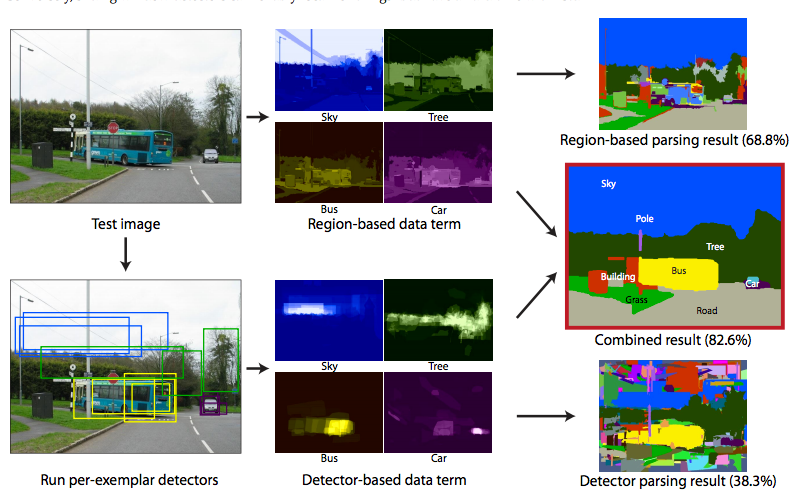 Sky
Tree
Bus
Car
Test image
Region-based data term
Region-based parsing result (68.8%)
Sky
Pole
Tree
Building
Bus
Car
Grass
Road
Combined result (82.6%)
Sky
Tree
Bus
Car
Run per-exemplar detectors
Detector-based data term
Detector parsing result (38.3%)